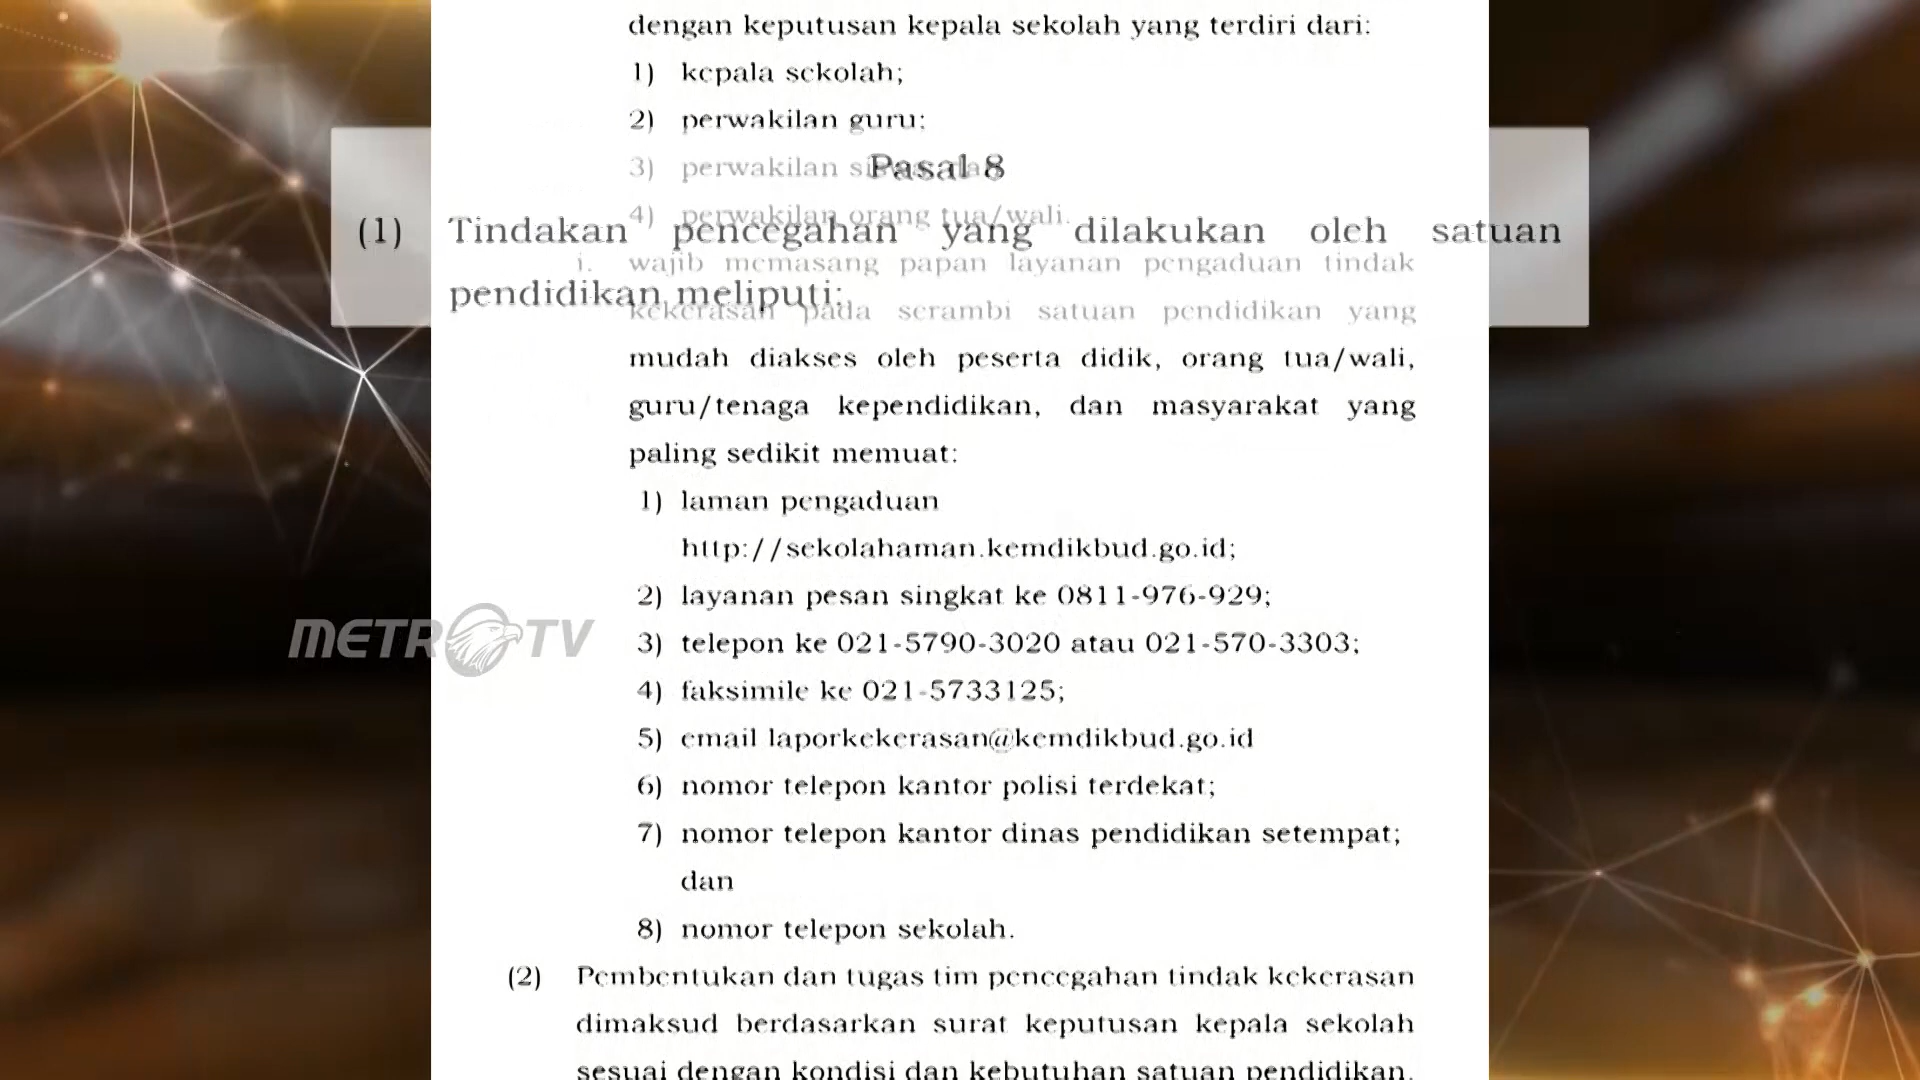 dengan keputusan kepala sekolah yang terdiri dari:
1) kepala sekolah;
2) perwakilan guru;
3) perwakilan
Pasal 8
4) perwakilan orang tua/wali.
(1) Tindakan pencegahan yang dilakukan oleh satuan
i. wajib memasang papan layanan pengaduan tindak
pendidikan meliputi:
kekerasan pada serambi satuan pendidikan yang
mudah diakses oleh peserta didik, orang tua/wali,
guru/tenaga kependidikan, dan masyarakat yang
paling sedikit memuat:
1) laman pengaduan
http://sekolahaman.kemdikbud.go.id;
2) layanan pesan singkat ke 0811-976-929;
3) telepon ke 021-5790-3020 atau 021-570-3303;
METRO TV
4) faksimile ke 021-5733125;
5) email laporkekerasan@kemdikbud.go.id
6) nomor telepon kantor polisi terdekat;
7) nomor telepon kantor dinas pendidikan setempat;
dan
8) nomor telepon sekolah.
(2) Pembentukan dan tugas tim pencegahan tindak kekerasan
dimaksud berdasarkan surat keputusan kepala sekolah
sesuai dengan kondisi dan kebutuhan satuan pendidikan.